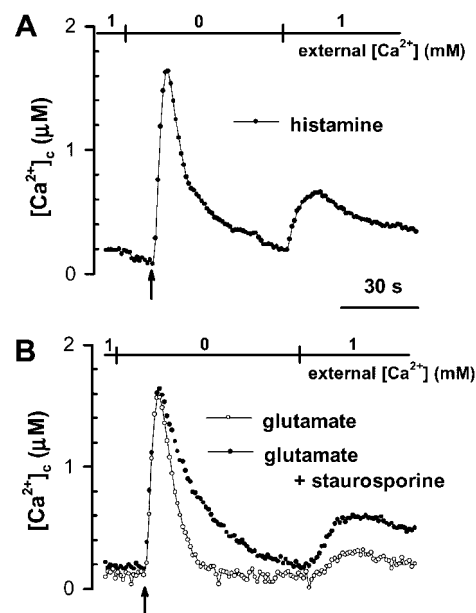 A
1 0 1
external [Ca²⁺] (mM)
2
1
0
[Ca²⁺]c (µM)
histamine
30 s
B
1 0 1
external [Ca²⁺] (mM)
2
1
0
[Ca²⁺]c (µM)
glutamate
glutamate
+ staurosporine